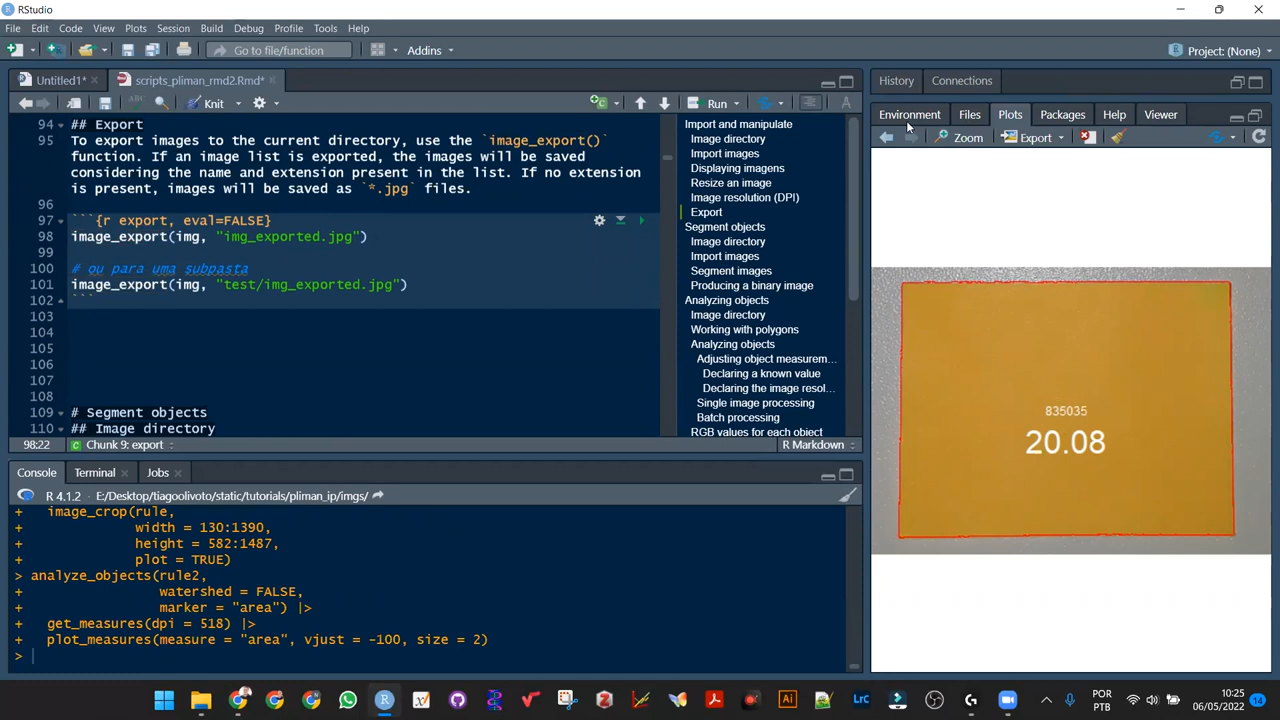 RStudio
File Edit Code View Plots Session Build Debug Profile Tools Help
Go to file/function Addins Project: (None)
Untitled1* scripts_pliman_rmd2.Rmd*
Knit Run
94 ## Export
95 To export images to the current directory, use the `image_export()
function. If an image list is exported, the images will be saved
considering the name and extension present in the list. If no extension
is present, images will be saved as `*.jpg` files.
96
97 ```{r export, eval=FALSE}
98 image_export(img, "img_exported.jpg")
99
100 # ou para uma subpasta
101 image_export(img, "test/img_exported.jpg")
102 ```
103
104
105
106
107
108
109 # Segment objects
110 ## Image directory
98:22 Chunk 9: export R Markdown
Import and manipulate
Image directory
Import images
Displaying images
Resize an image
Image resolution (DPI)
Export
Segment objects
Image directory
Import images
Segment images
Producing a binary image
Analyzing objects
Image directory
Working with polygons
Analyzing objects
Adjusting object measurem...
Declaring a known value
Declaring the image resol...
Single image processing
Batch processing
RGB values for each object
Console Terminal Jobs
R 4.1.2 · E:/Desktop/tiagoolivoto/static/tutorials/pliman_ip/imgs/
+ image_crop(rule,
+ width = 130:1390,
+ height = 582:1487,
+ plot = TRUE)
> analyze_objects(rule2,
+ watershed = FALSE,
+ marker = "area") |>
+ get_measures(dpi = 518) |>
+ plot_measures(measure = "area", vjust = -100, size = 2)
>
History Connections
Environment Files Plots Packages Help Viewer
Zoom Export
835035
20.08
POR
PTB
10:25
06/05/2022
14